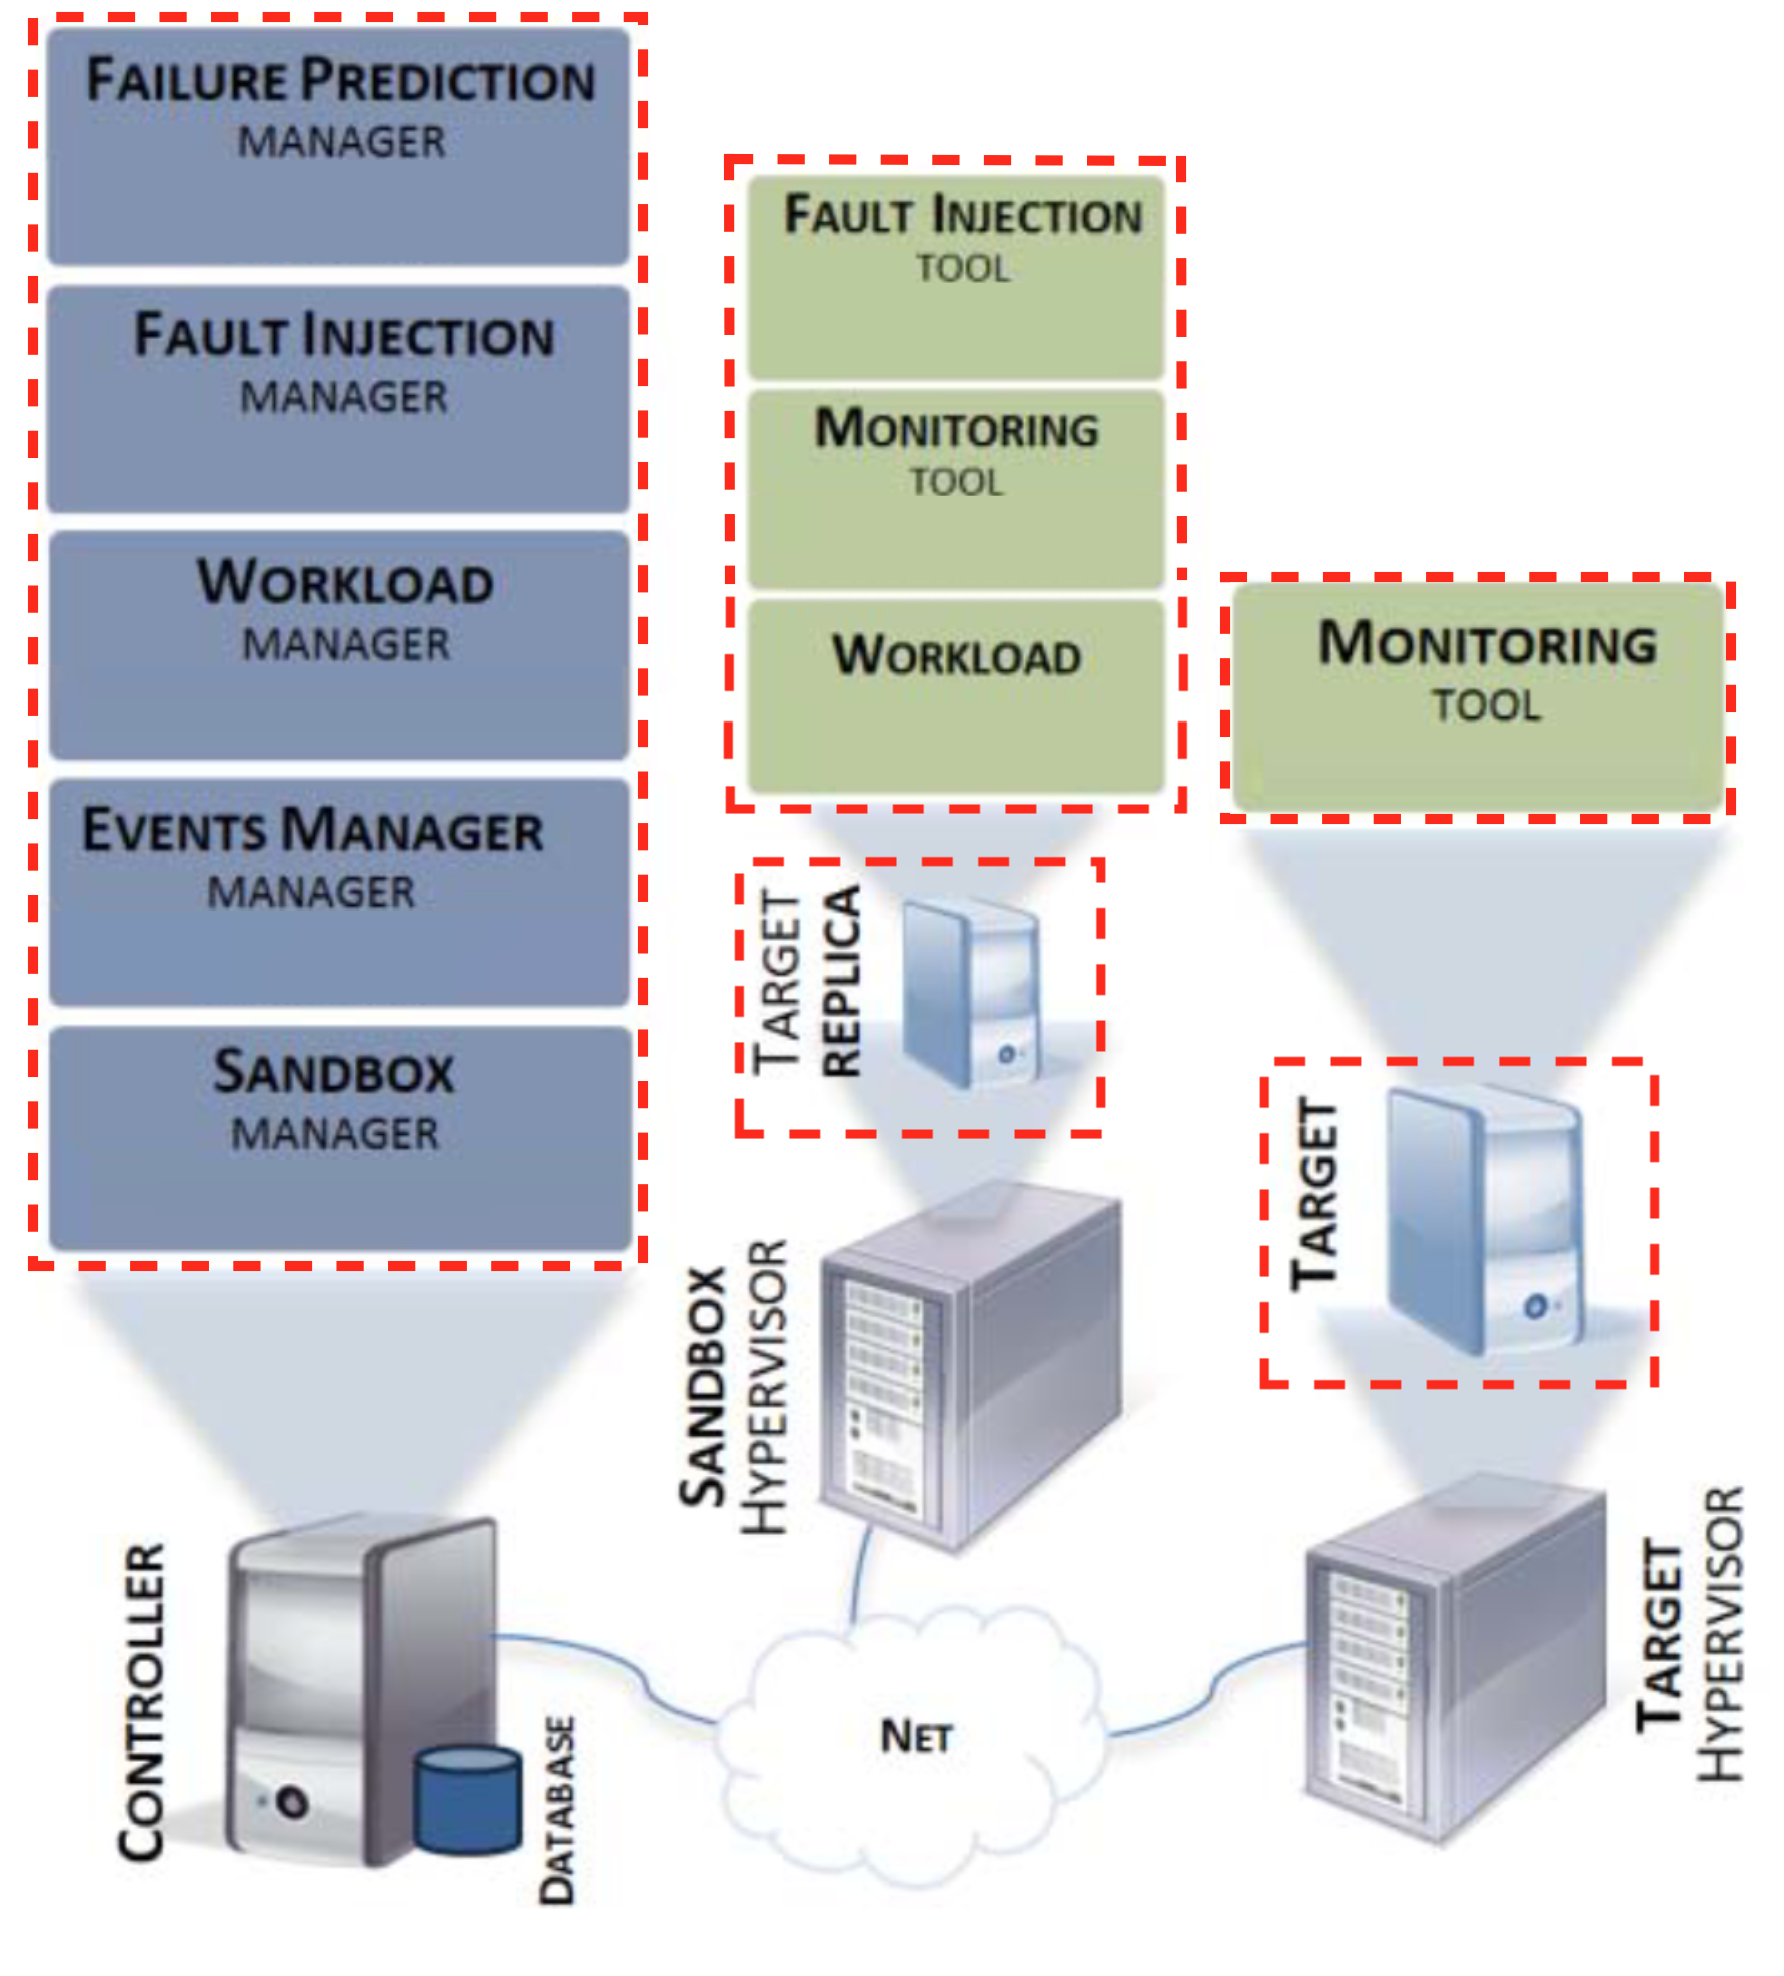 FAILURE PREDICTION
MANAGER
FAULT INJECTION
MANAGER
WORKLOAD
MANAGER
EVENTS MANAGER
MANAGER
SANDBOX
MANAGER
FAULT INJECTION
TOOL
MONITORING
TOOL
WORKLOAD
MONITORING
TOOL
TARGET
REPLICA
TARGET
SANDBOX
HYPERVISOR
TARGET
HYPERVISOR
CONTROLLER
DATABASE
NET